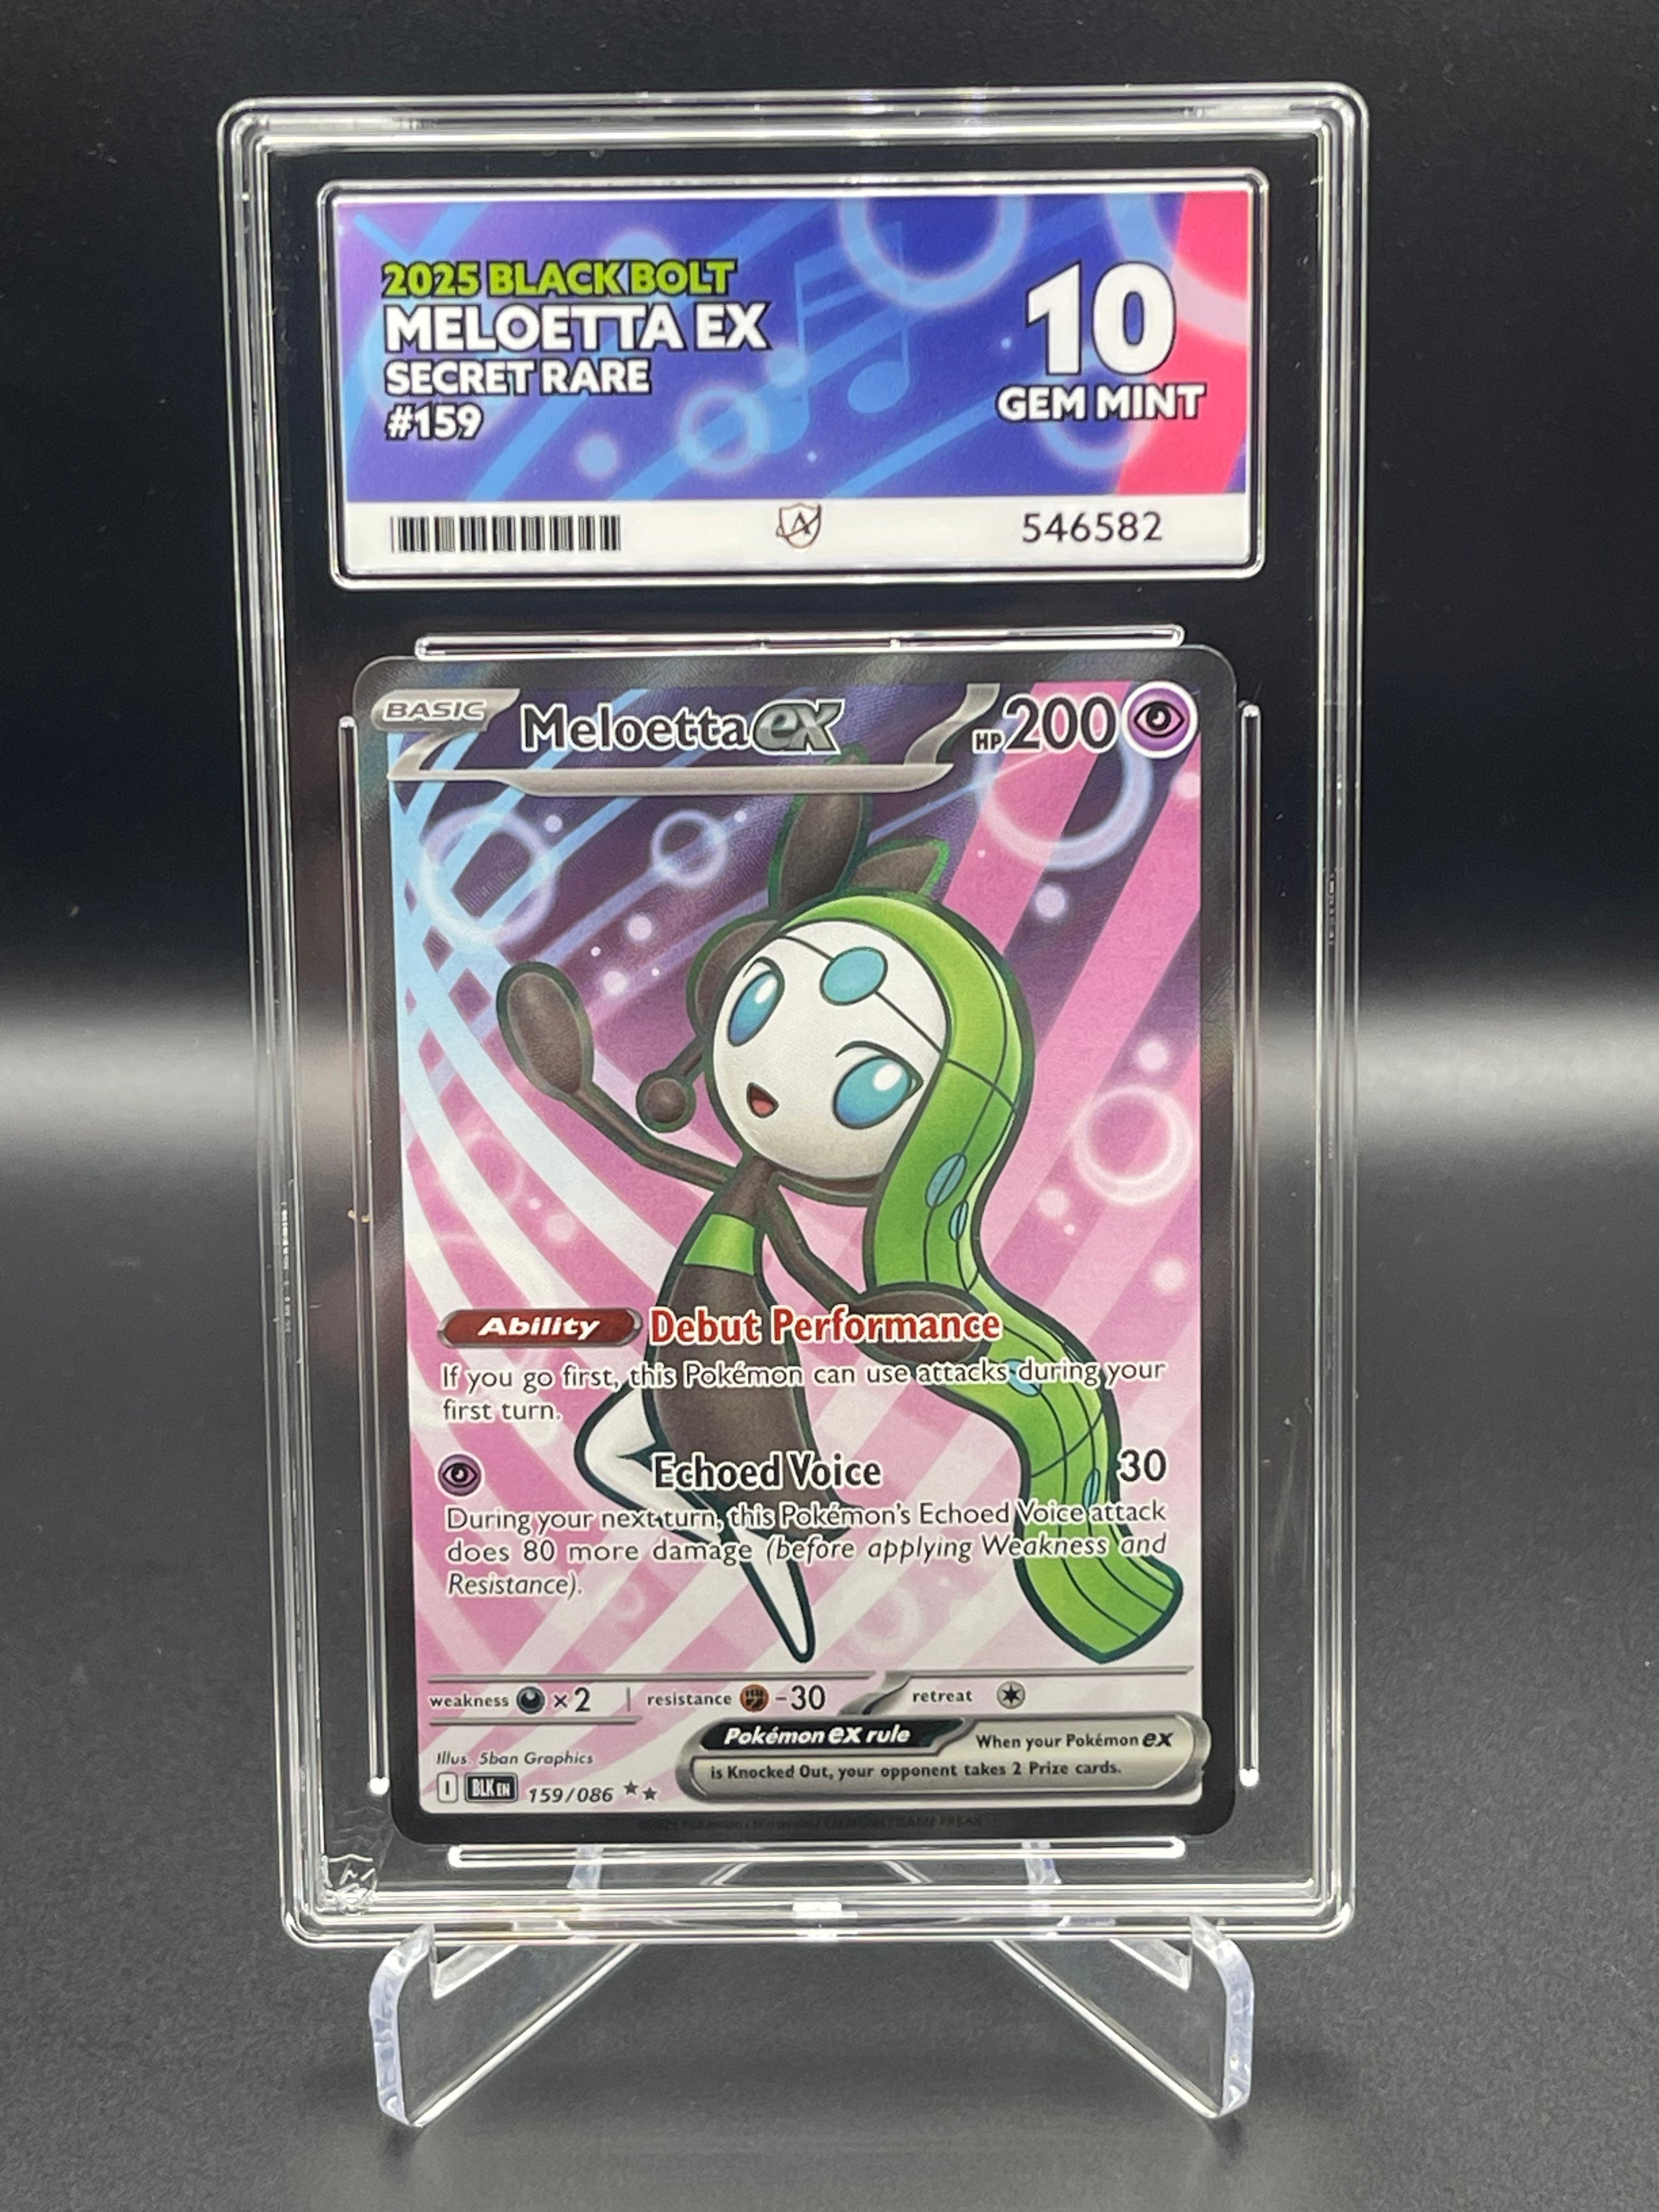 2025 BLACK BOLT
MELOETTA EX
SECRET RARE
#159
10
GEM MINT
546582
BASIC Meloetta ex HP 200
Ability Debut Performance
If you go first, this Pokémon can use attacks during your
first turn.
Echoed Voice 30
During your next turn, this Pokémon's Echoed Voice attack
does 80 more damage (before applying Weakness and
Resistance).
weakness ×2 resistance -30 retreat
Pokémon ex rule When your Pokémon ex
is Knocked Out, your opponent takes 2 Prize cards.
Illus. 5ban Graphics
I BLK EN 159/086